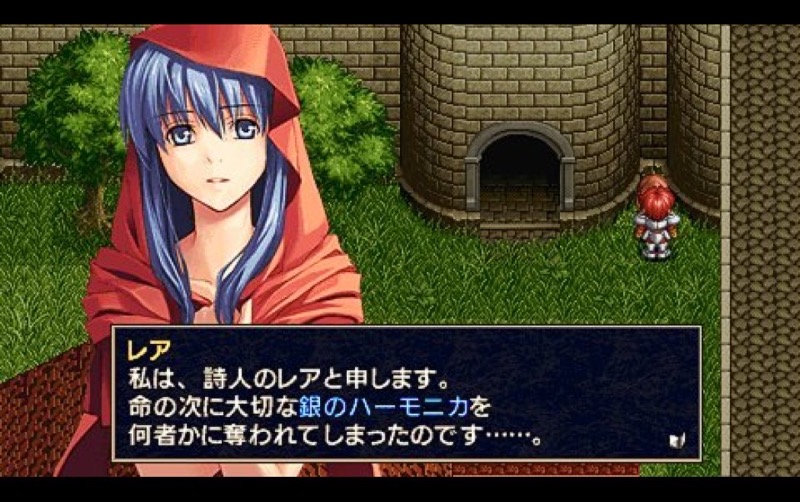 レア
私は、詩人のレアと申します。
命の次に大切な銀のハーモニカを
何者かに奪われてしまったのです……。